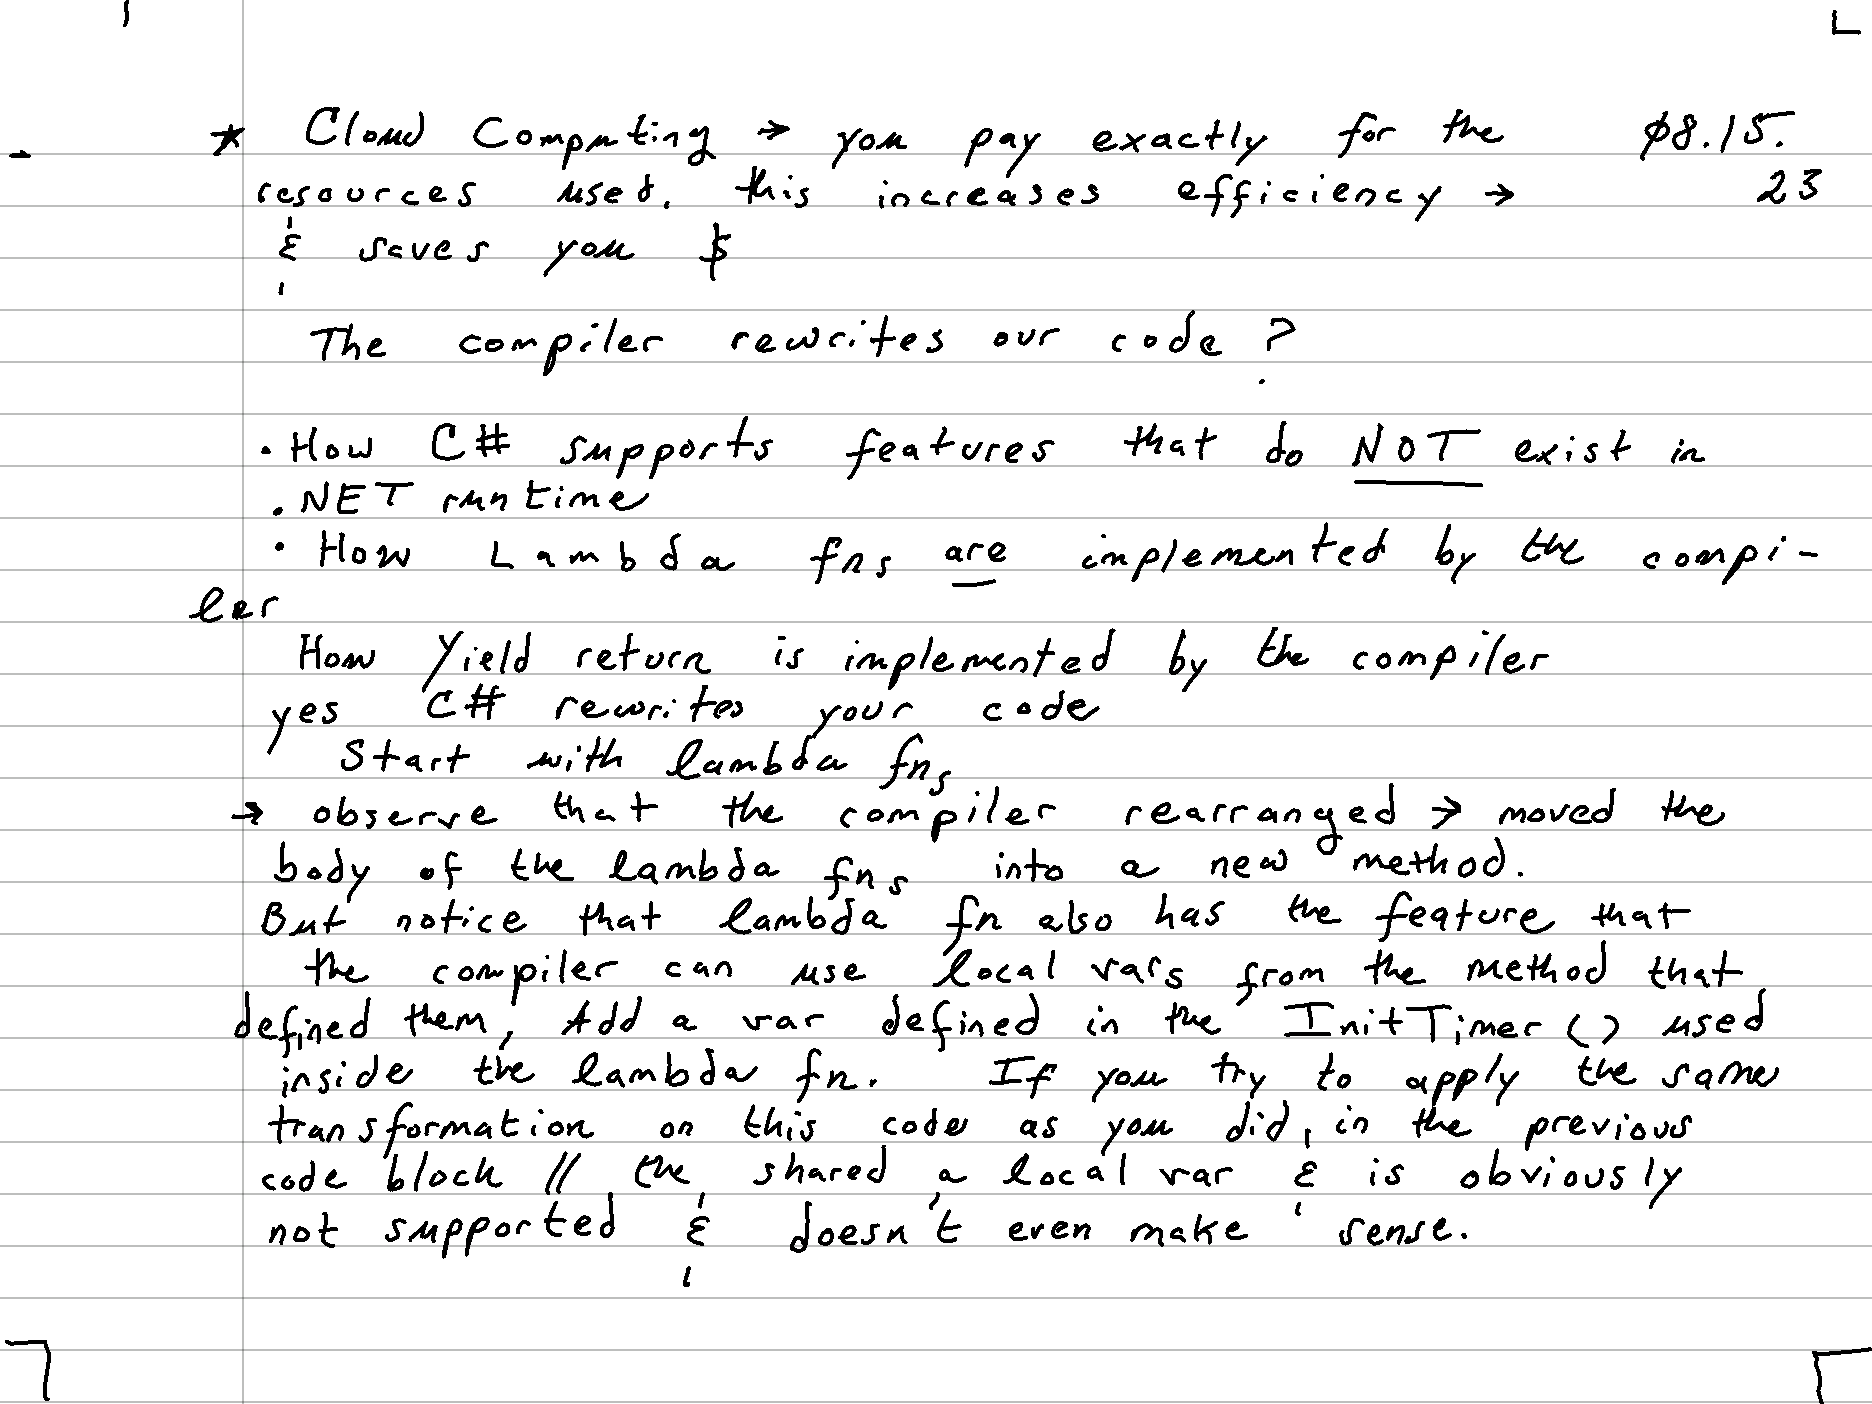 * Cloud Computing → you pay exactly for the ø8.15.
resources used, this increases efficiency → 23
& saves you $
The compiler rewrites our code?
• How C# supports features that do NOT exist in
.NET runtime
• How Lambda fns are implemented by the compi-
ler
How Yield return is implemented by the compiler
yes C# rewrites your code
Start with lambda fns
→ observe that the compiler rearranged → moved the
body of the lambda fns into a new method.
But notice that lambda fn also has the feature that
the compiler can use local vars from the method that
defined them, Add a var defined in the InitTimer () used
inside the lambda fn. If you try to apply the same
transformation on this code as you did, in the previous
code block // the shared a local var & is obviously
not supported & doesn't even make sense.